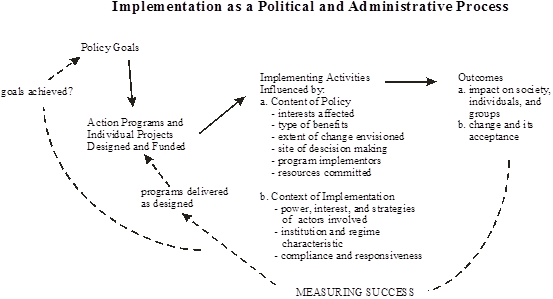 Implementation as a Political and Administrative Process
Policy Goals
goals achieved?
Action Programs and
Individual Projects
Designed and Funded
programs delivered
as designed
Implementing Activities
Influenced by:
a. Content of Policy
- interests affected
- type of benefits
- extent of change envisioned
- site of descision making
- program implementors
- resources committed
b. Context of Implementation
- power, interest, and strategies
of actors involved
- institution and regime
characteristic
- compliance and responsiveness
Outcomes
a. impact on society,
individuals, and
groups
b. change and its
acceptance
MEASURING SUCCESS